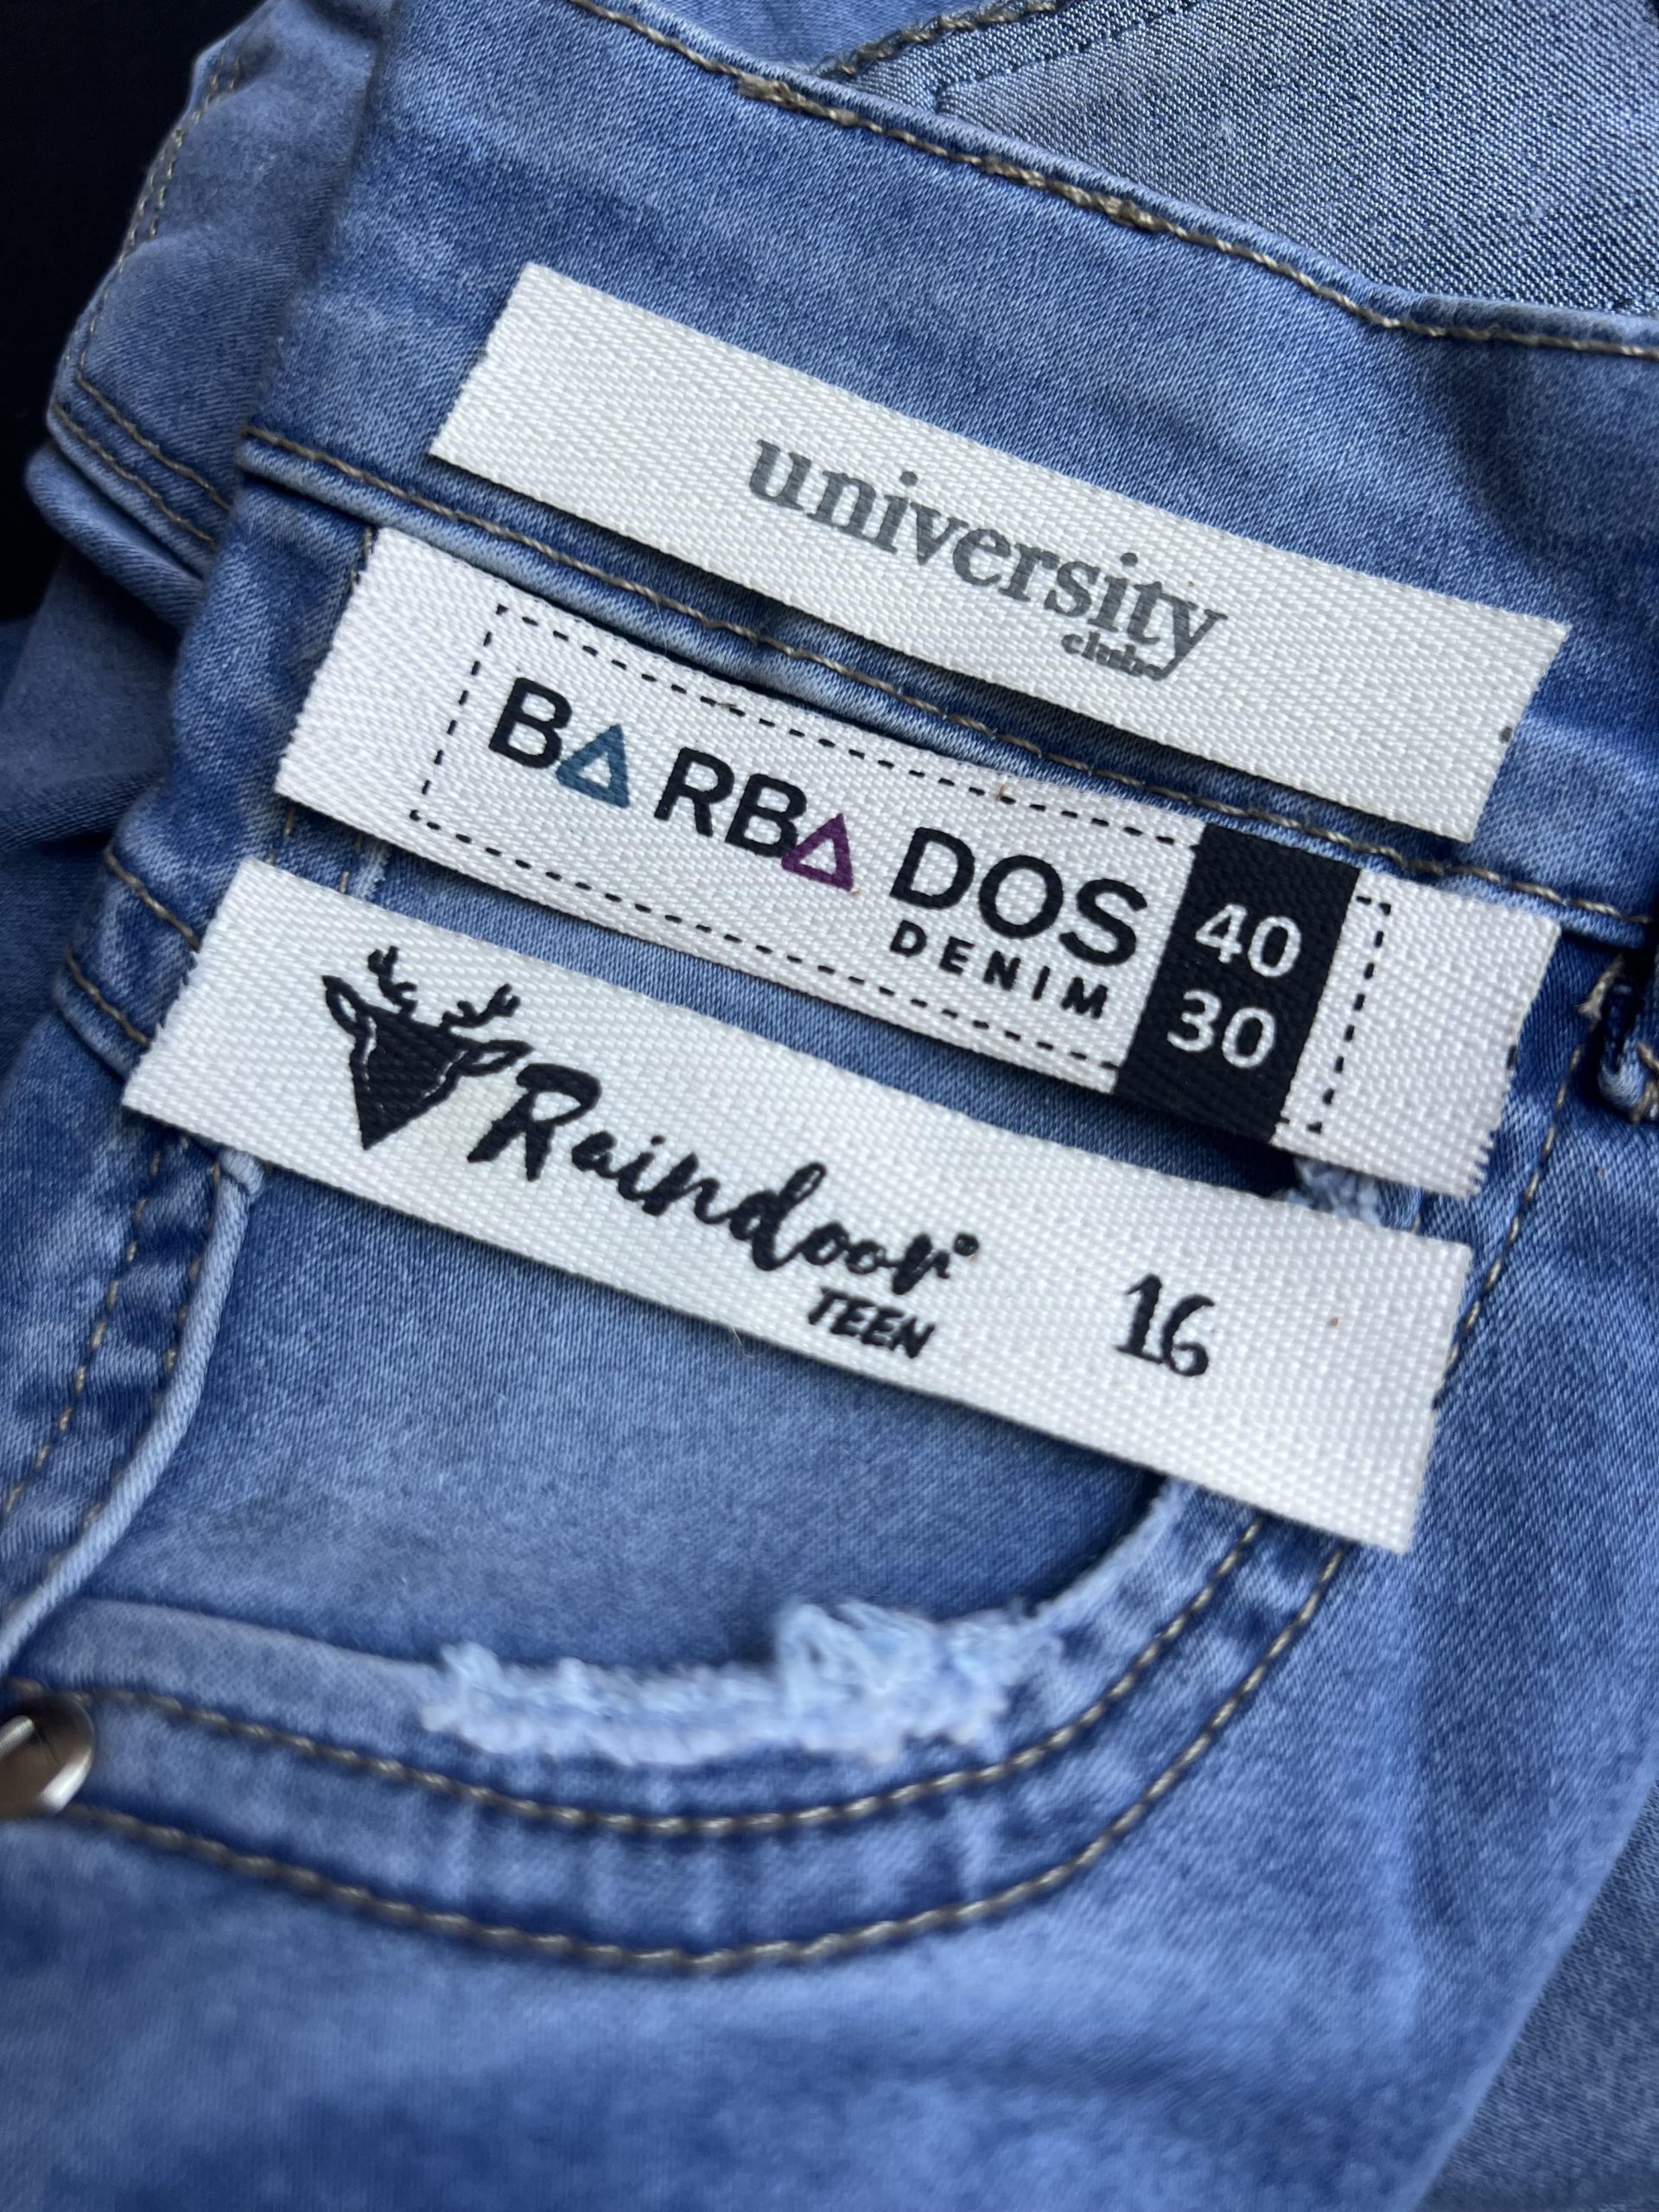 university
club
BARBADOS
DENIM
40
30
Raindoor®
TEEN
16